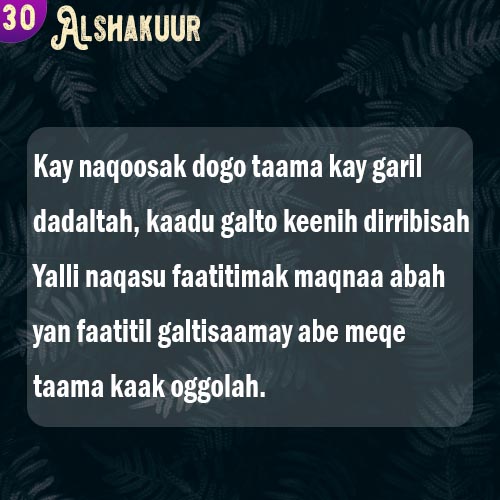 30 Alshakuur
Kay naqoosak dogo taama kay garil
dadaltah, kaadu galto keenih dirribisah
Yalli naqasu faatitimak maqnaa abah
yan faatitil galtisaamay abe meqe
taama kaak oggolah.